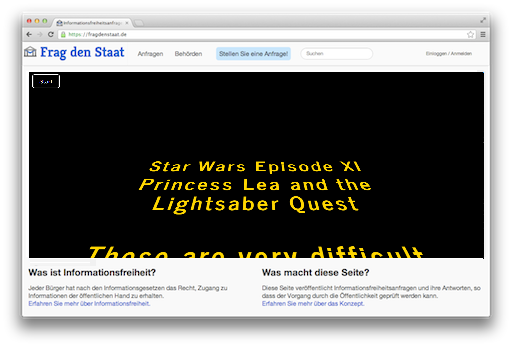 Informationsfreiheitsanfrag
https://fragdenstaat.de
Frag den Staat Anfragen Behörden Stellen Sie eine Anfrage! Suchen Einloggen / Anmelden
Start
Star Wars EpIsode XI
Princess Lea and the
Lightsaber Quest
These are very difficult
Was ist Informationsfreiheit?
Jeder Bürger hat nach den Informationsgesetzen das Recht, Zugang zu
Informationen der öffentlichen Hand zu erhalten.
Erfahren Sie mehr über Informationsfreiheit.
Was macht diese Seite?
Diese Seite veröffentlicht Informationsfreiheitsanfragen und ihre Antworten, so
dass der Vorgang durch die Öffentlichkeit geprüft werden kann.
Erfahren Sie mehr über das Konzept.